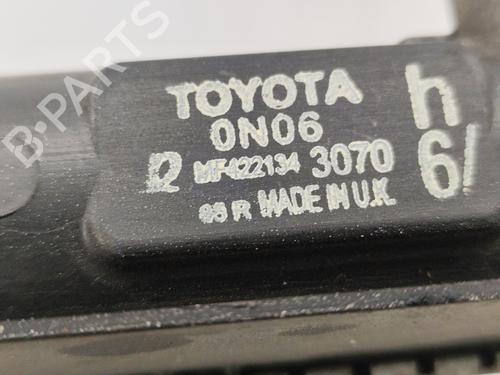 TOYOTA h
0N06
MF422134 3070 6/
MADE IN U.K.
B-PARTS